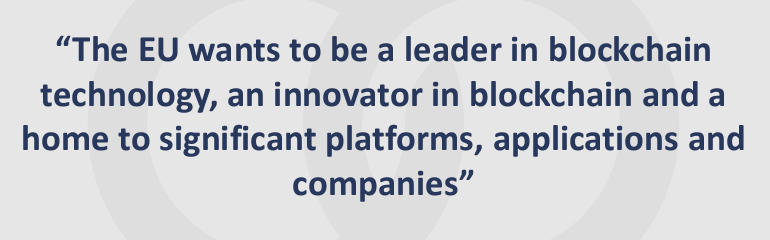 “The EU wants to be a leader in blockchain
technology, an innovator in blockchain and a
home to significant platforms, applications and
companies”